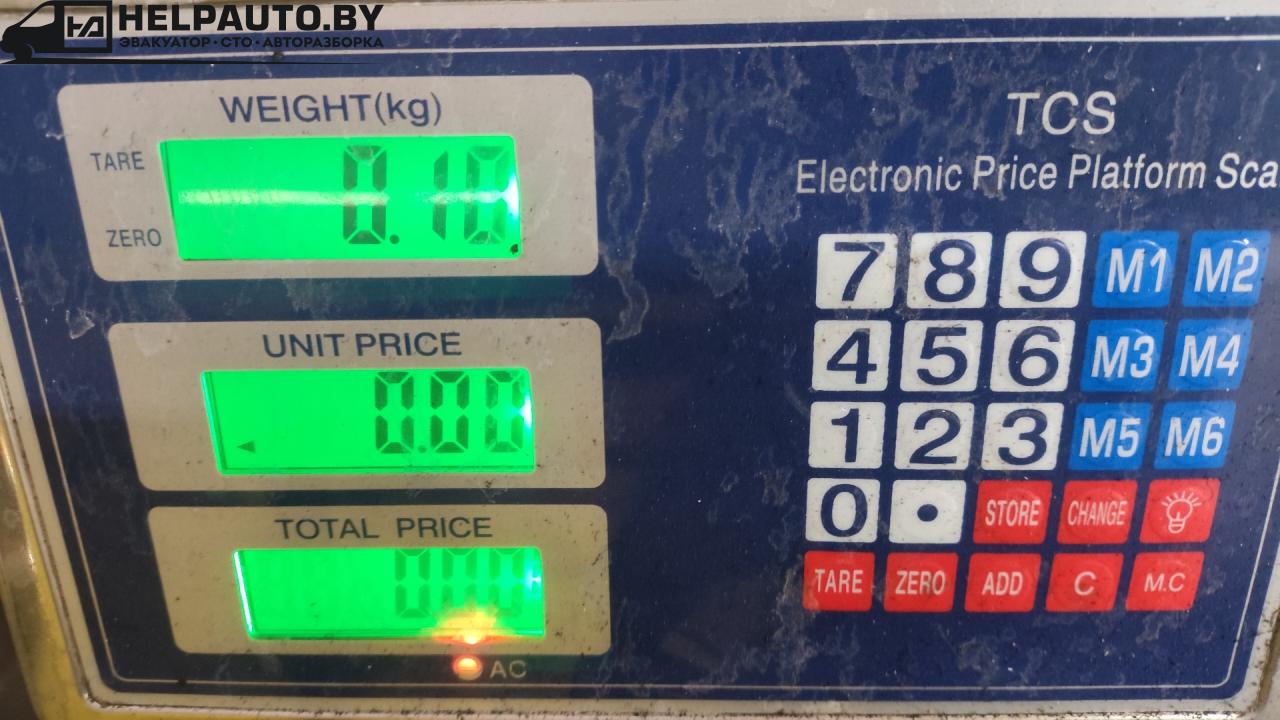 HELPAUTO.BY
ЭВАКУАТОР·СТО·АВТОРАЗБОРКА
WEIGHT(kg)
TARE
0.10
ZERO
UNIT PRICE
0.00
TOTAL PRICE
000
AC
TCS
Electronic Price Platform Sca
7 8 9 M1 M2
4 5 6 M3 M4
1 2 3 M5 M6
0 • STORE CHANGE
TARE ZERO ADD C M.C